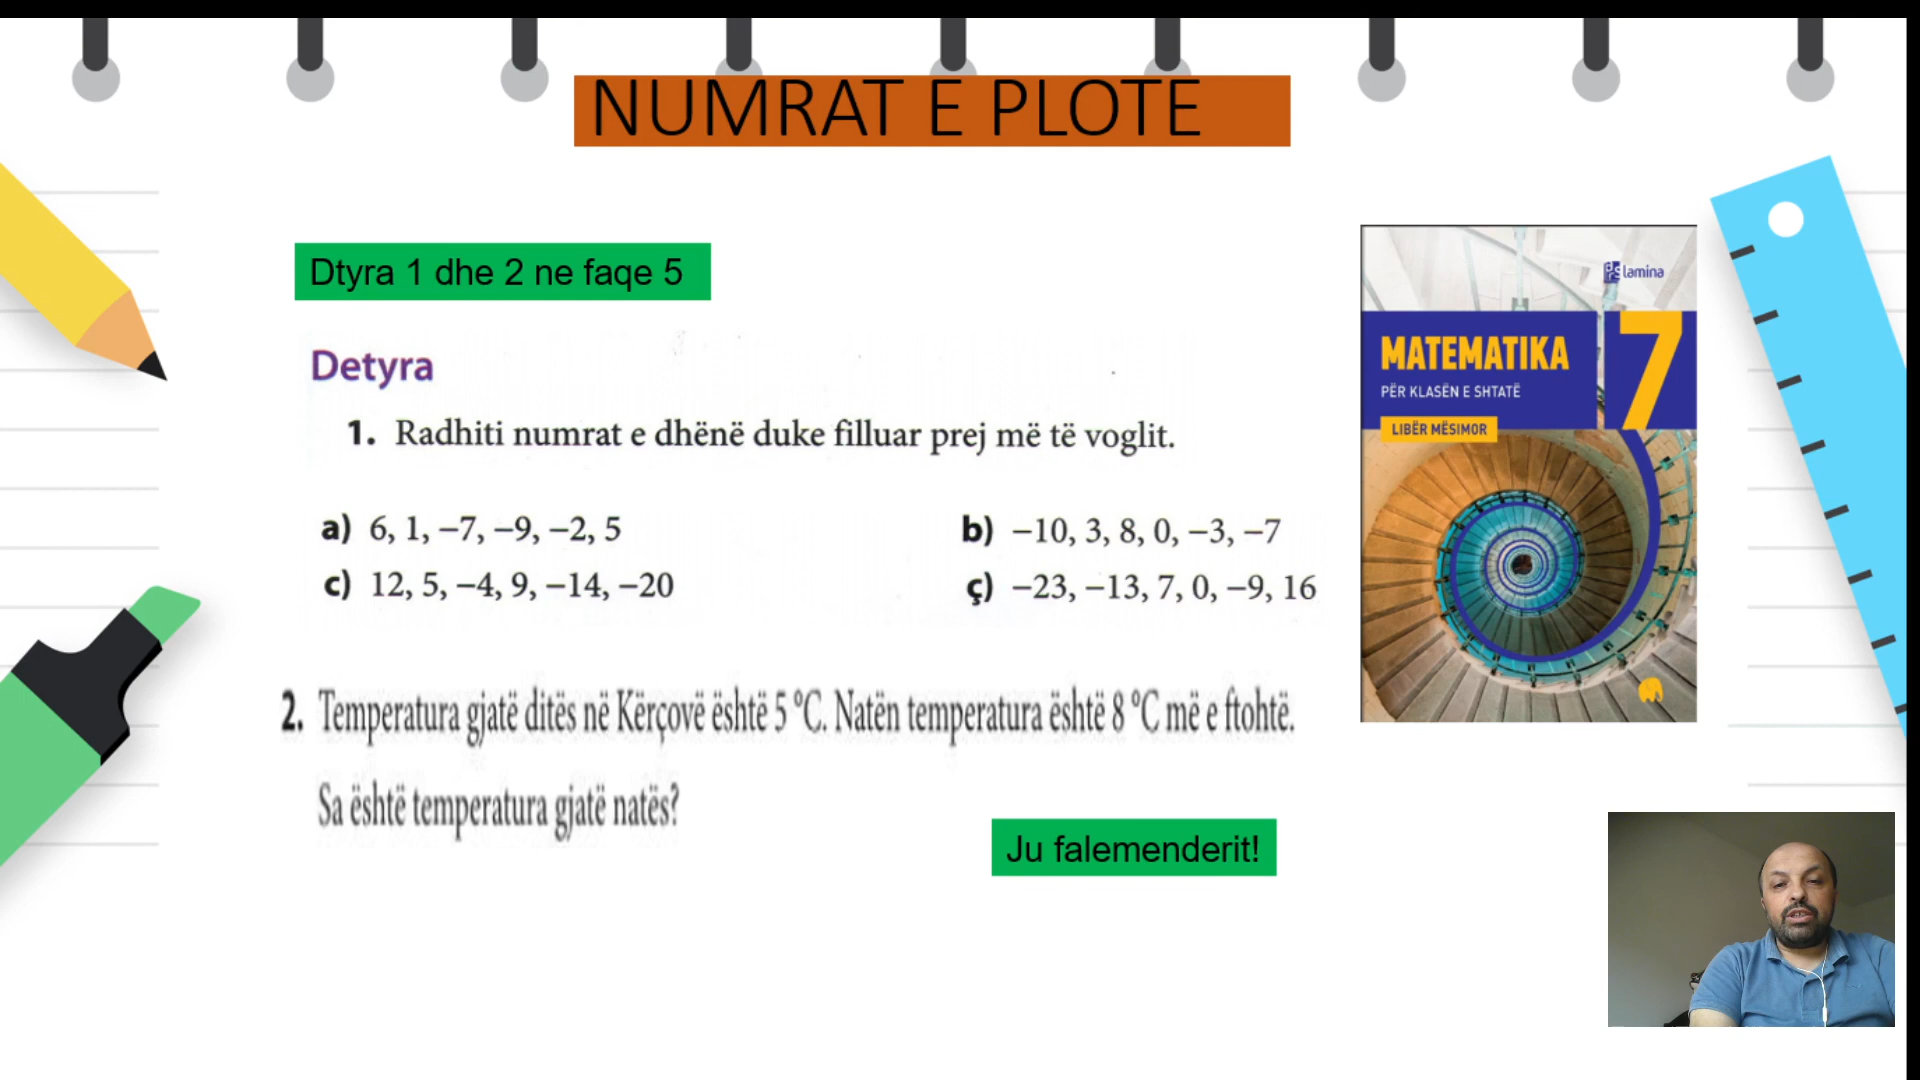 NUMRAT E PLOTE
Dtyra 1 dhe 2 ne faqe 5
Detyra
1. Radhiti numrat e dhënë duke filluar prej më të voglit.
a) 6, 1, −7, −9, −2, 5
b) −10, 3, 8, 0, −3, −7
c) 12, 5, −4, 9, −14, −20
ç) −23, −13, 7, 0, −9, 16
2. Temperatura gjatë ditës në Kërçovë është 5 °C. Natën temperatura është 8 °C më e ftohtë.
Sa është temperatura gjatë natës?
Ju falemenderit!
ars lamina
MATEMATIKA
7
PËR KLASËN E SHTATË
LIBËR MËSIMOR